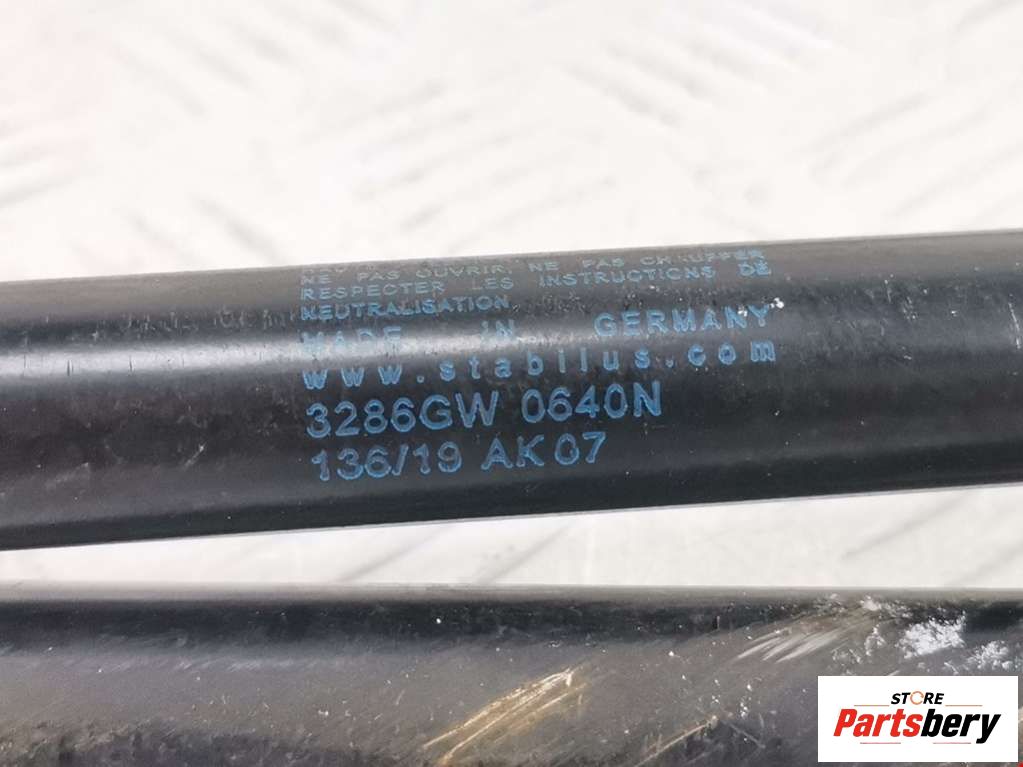 NE PAS OUVRIR, NE PAS CHAUFFER
RESPECTER LES INSTRUCTIONS DE
NEUTRALISATION.
MADE IN GERMANY
www.stabilus.com
3286GW 0640N
136/19 AK07
STORE
Partsbery